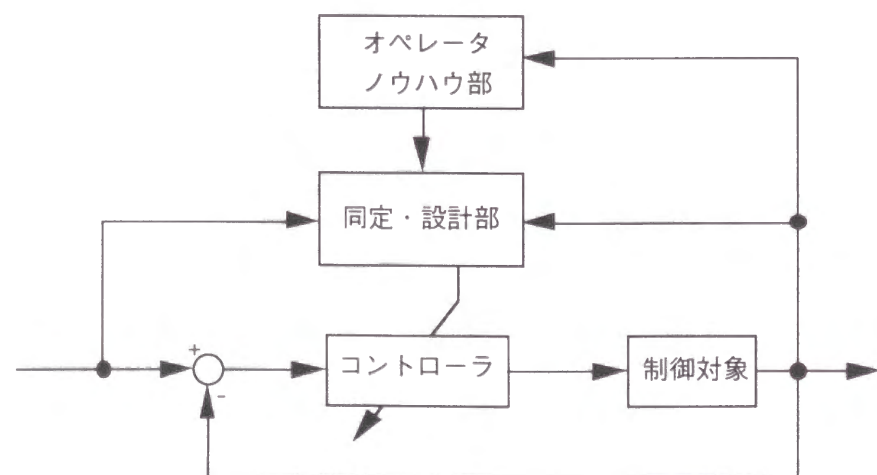 オペレータ
ノウハウ部
同定・設計部
+
-
コントローラ
制御対象